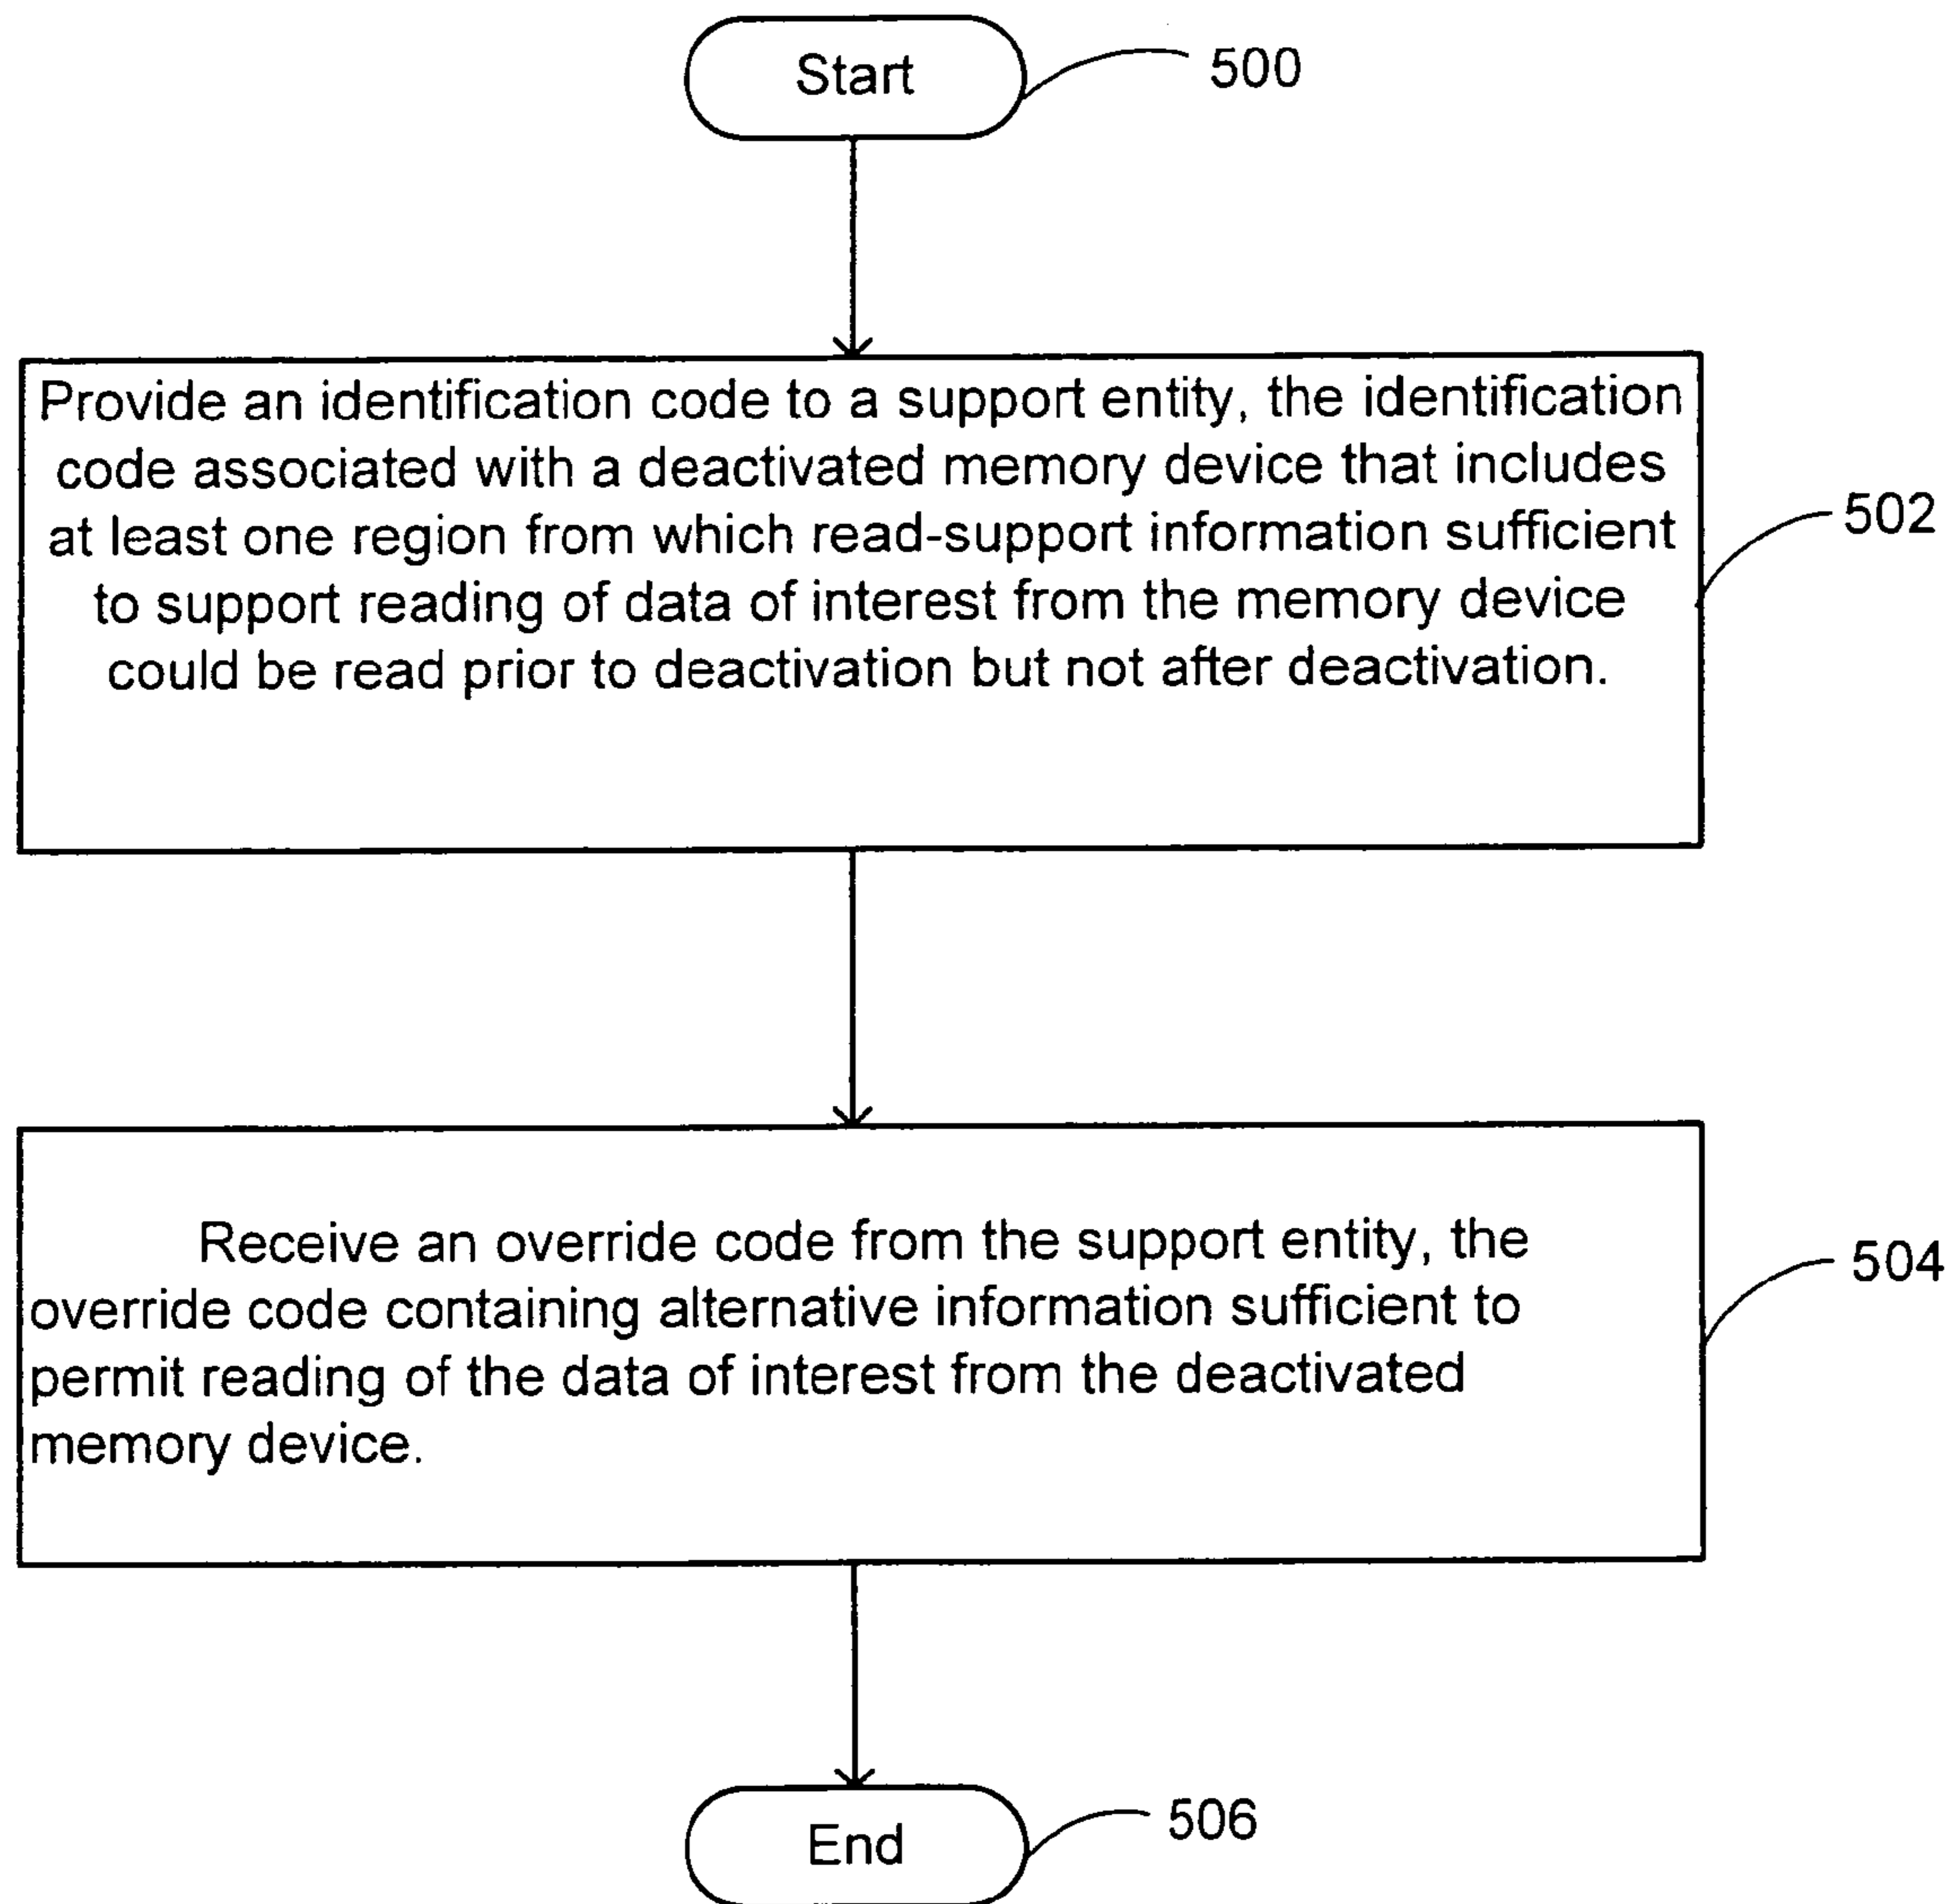 Start
500
Provide an identification code to a support entity, the identification
code associated with a deactivated memory device that includes
at least one region from which read-support information sufficient
to support reading of data of interest from the memory device
could be read prior to deactivation but not after deactivation.
502
Receive an override code from the support entity, the
override code containing alternative information sufficient to
permit reading of the data of interest from the deactivated
memory device.
504
End
506